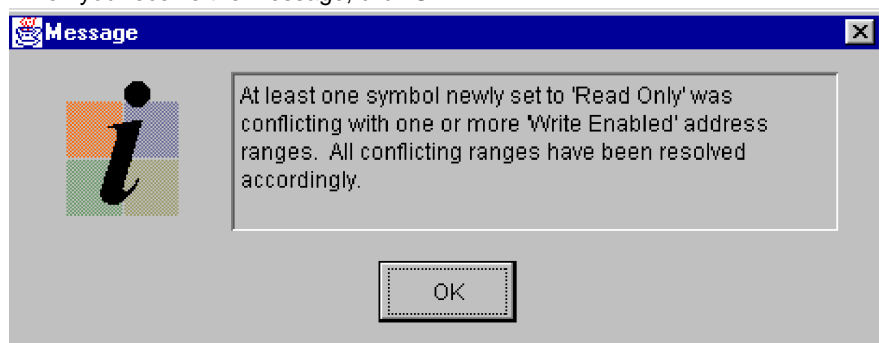 Message
At least one symbol newly set to 'Read Only' was
conflicting with one or more 'Write Enabled' address
ranges. All conflicting ranges have been resolved
accordingly.
OK